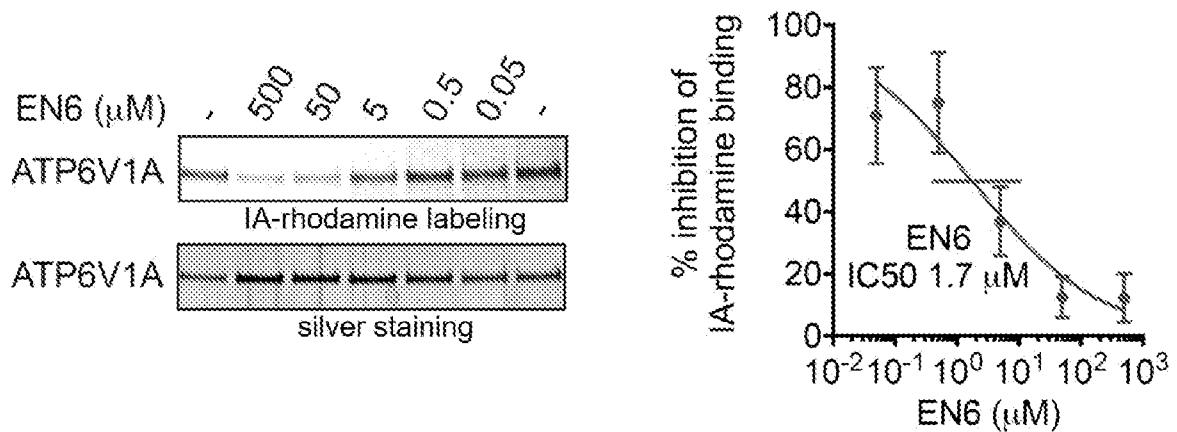 EN6 (μM) - 500 50 5 0.5 0.05 -
ATP6V1A
IA-rhodamine labeling
ATP6V1A
silver staining
% inhibition of
IA-rhodamine binding
100
80
60
40
20
0
EN6
IC50 1.7 μM
10-2 10-1 100 101 102 103
EN6 (μM)